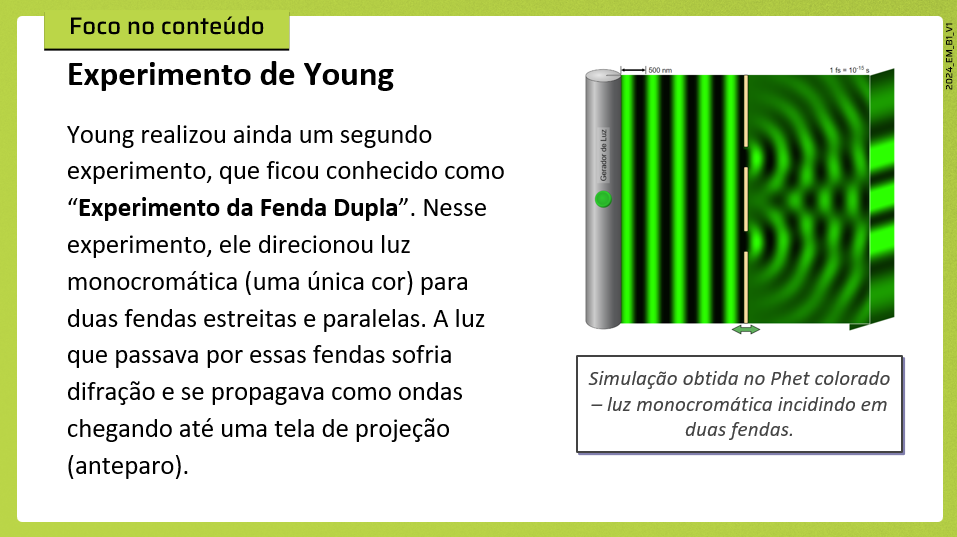 Foco no conteúdo
2024_EM_B1_V1
Experimento de Young
Young realizou ainda um segundo
experimento, que ficou conhecido como
“Experimento da Fenda Dupla”. Nesse
experimento, ele direcionou luz
monocromática (uma única cor) para
duas fendas estreitas e paralelas. A luz
que passava por essas fendas sofria
difração e se propagava como ondas
chegando até uma tela de projeção
(anteparo).
500 nm
1 fs = 10⁻¹⁵ s
Gerador de Luz
Simulação obtida no Phet colorado
– luz monocromática incidindo em
duas fendas.